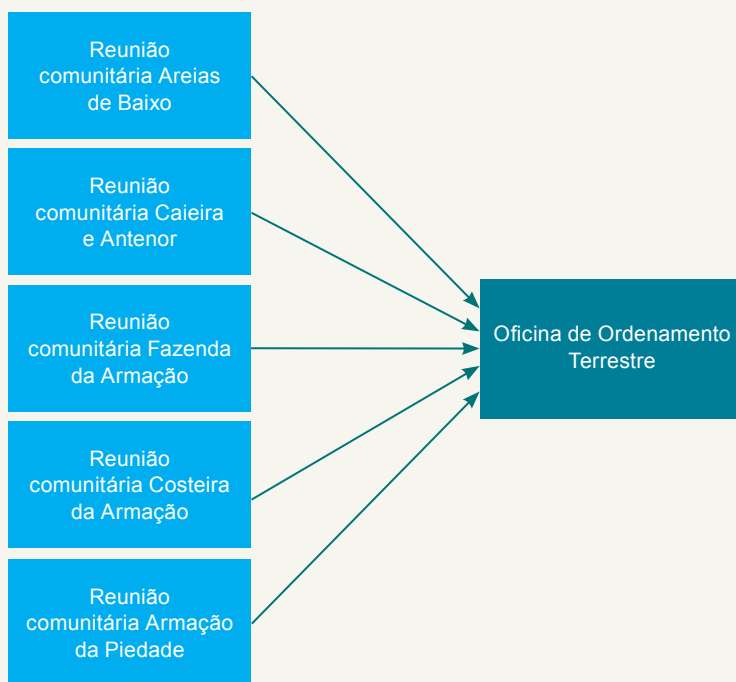 Reunião
comunitária Areias
de Baixo
Reunião
comunitária Caieira
e Antenor
Reunião
comunitária Fazenda
da Armação
Reunião
comunitária Costeira
da Armação
Reunião
comunitária Armação
da Piedade
Oficina de Ordenamento
Terrestre